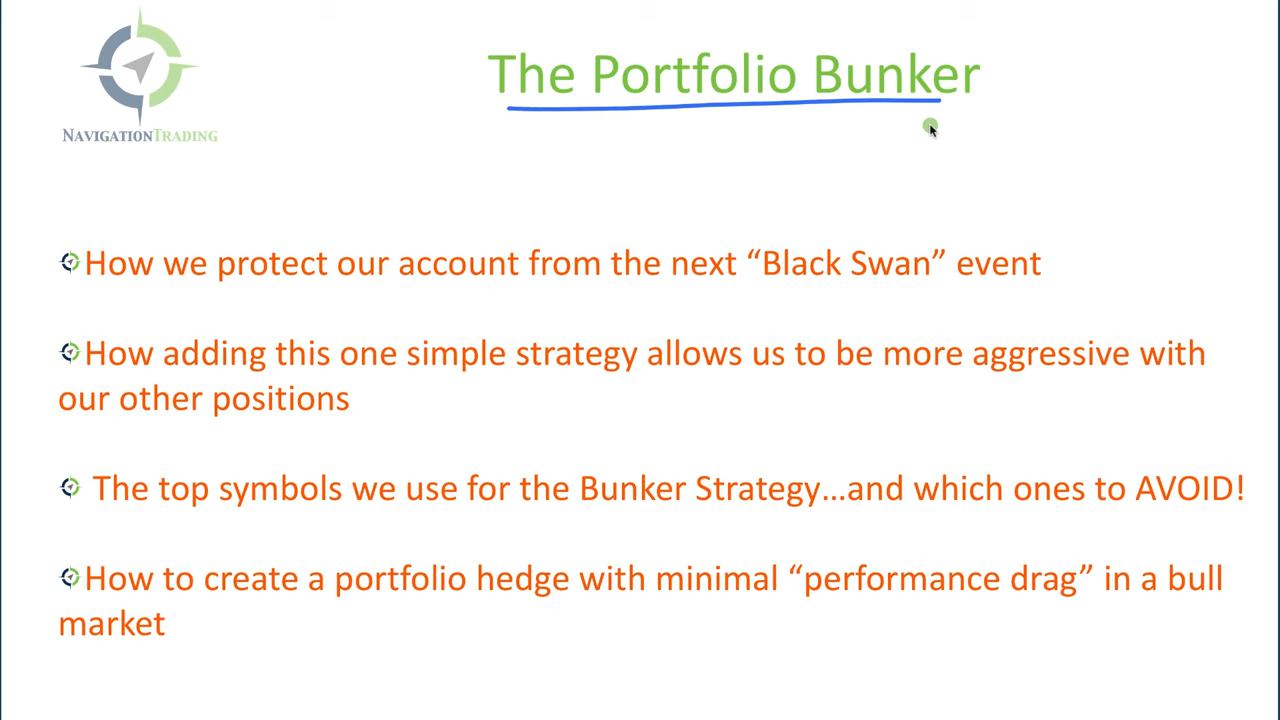 The Portfolio Bunker
NAVIGATIONTRADING
How we protect our account from the next “Black Swan” event
How adding this one simple strategy allows us to be more aggressive with
our other positions
The top symbols we use for the Bunker Strategy...and which ones to AVOID!
How to create a portfolio hedge with minimal “performance drag” in a bull
market